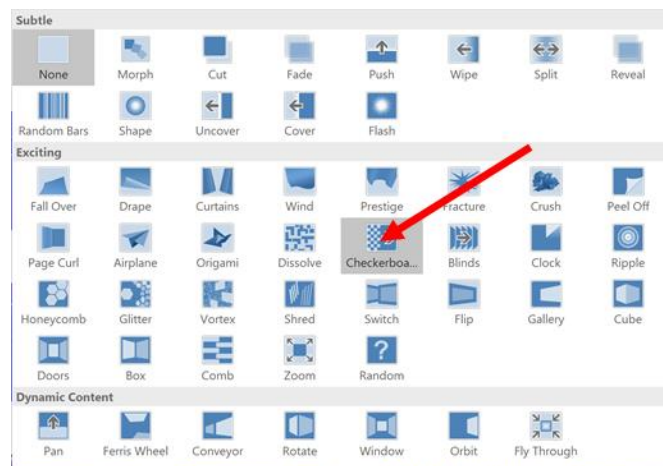 Subtle
None Morph Cut Fade Push Wipe Split Reveal
Random Bars Shape Uncover Cover Flash
Exciting
Fall Over Drape Curtains Wind Prestige Fracture Crush Peel Off
Page Curl Airplane Origami Dissolve Checkerboa... Blinds Clock Ripple
Honeycomb Glitter Vortex Shred Switch Flip Gallery Cube
Doors Box Comb Zoom ? Random
Dynamic Content
Pan Ferris Wheel Conveyor Rotate Window Orbit Fly Through